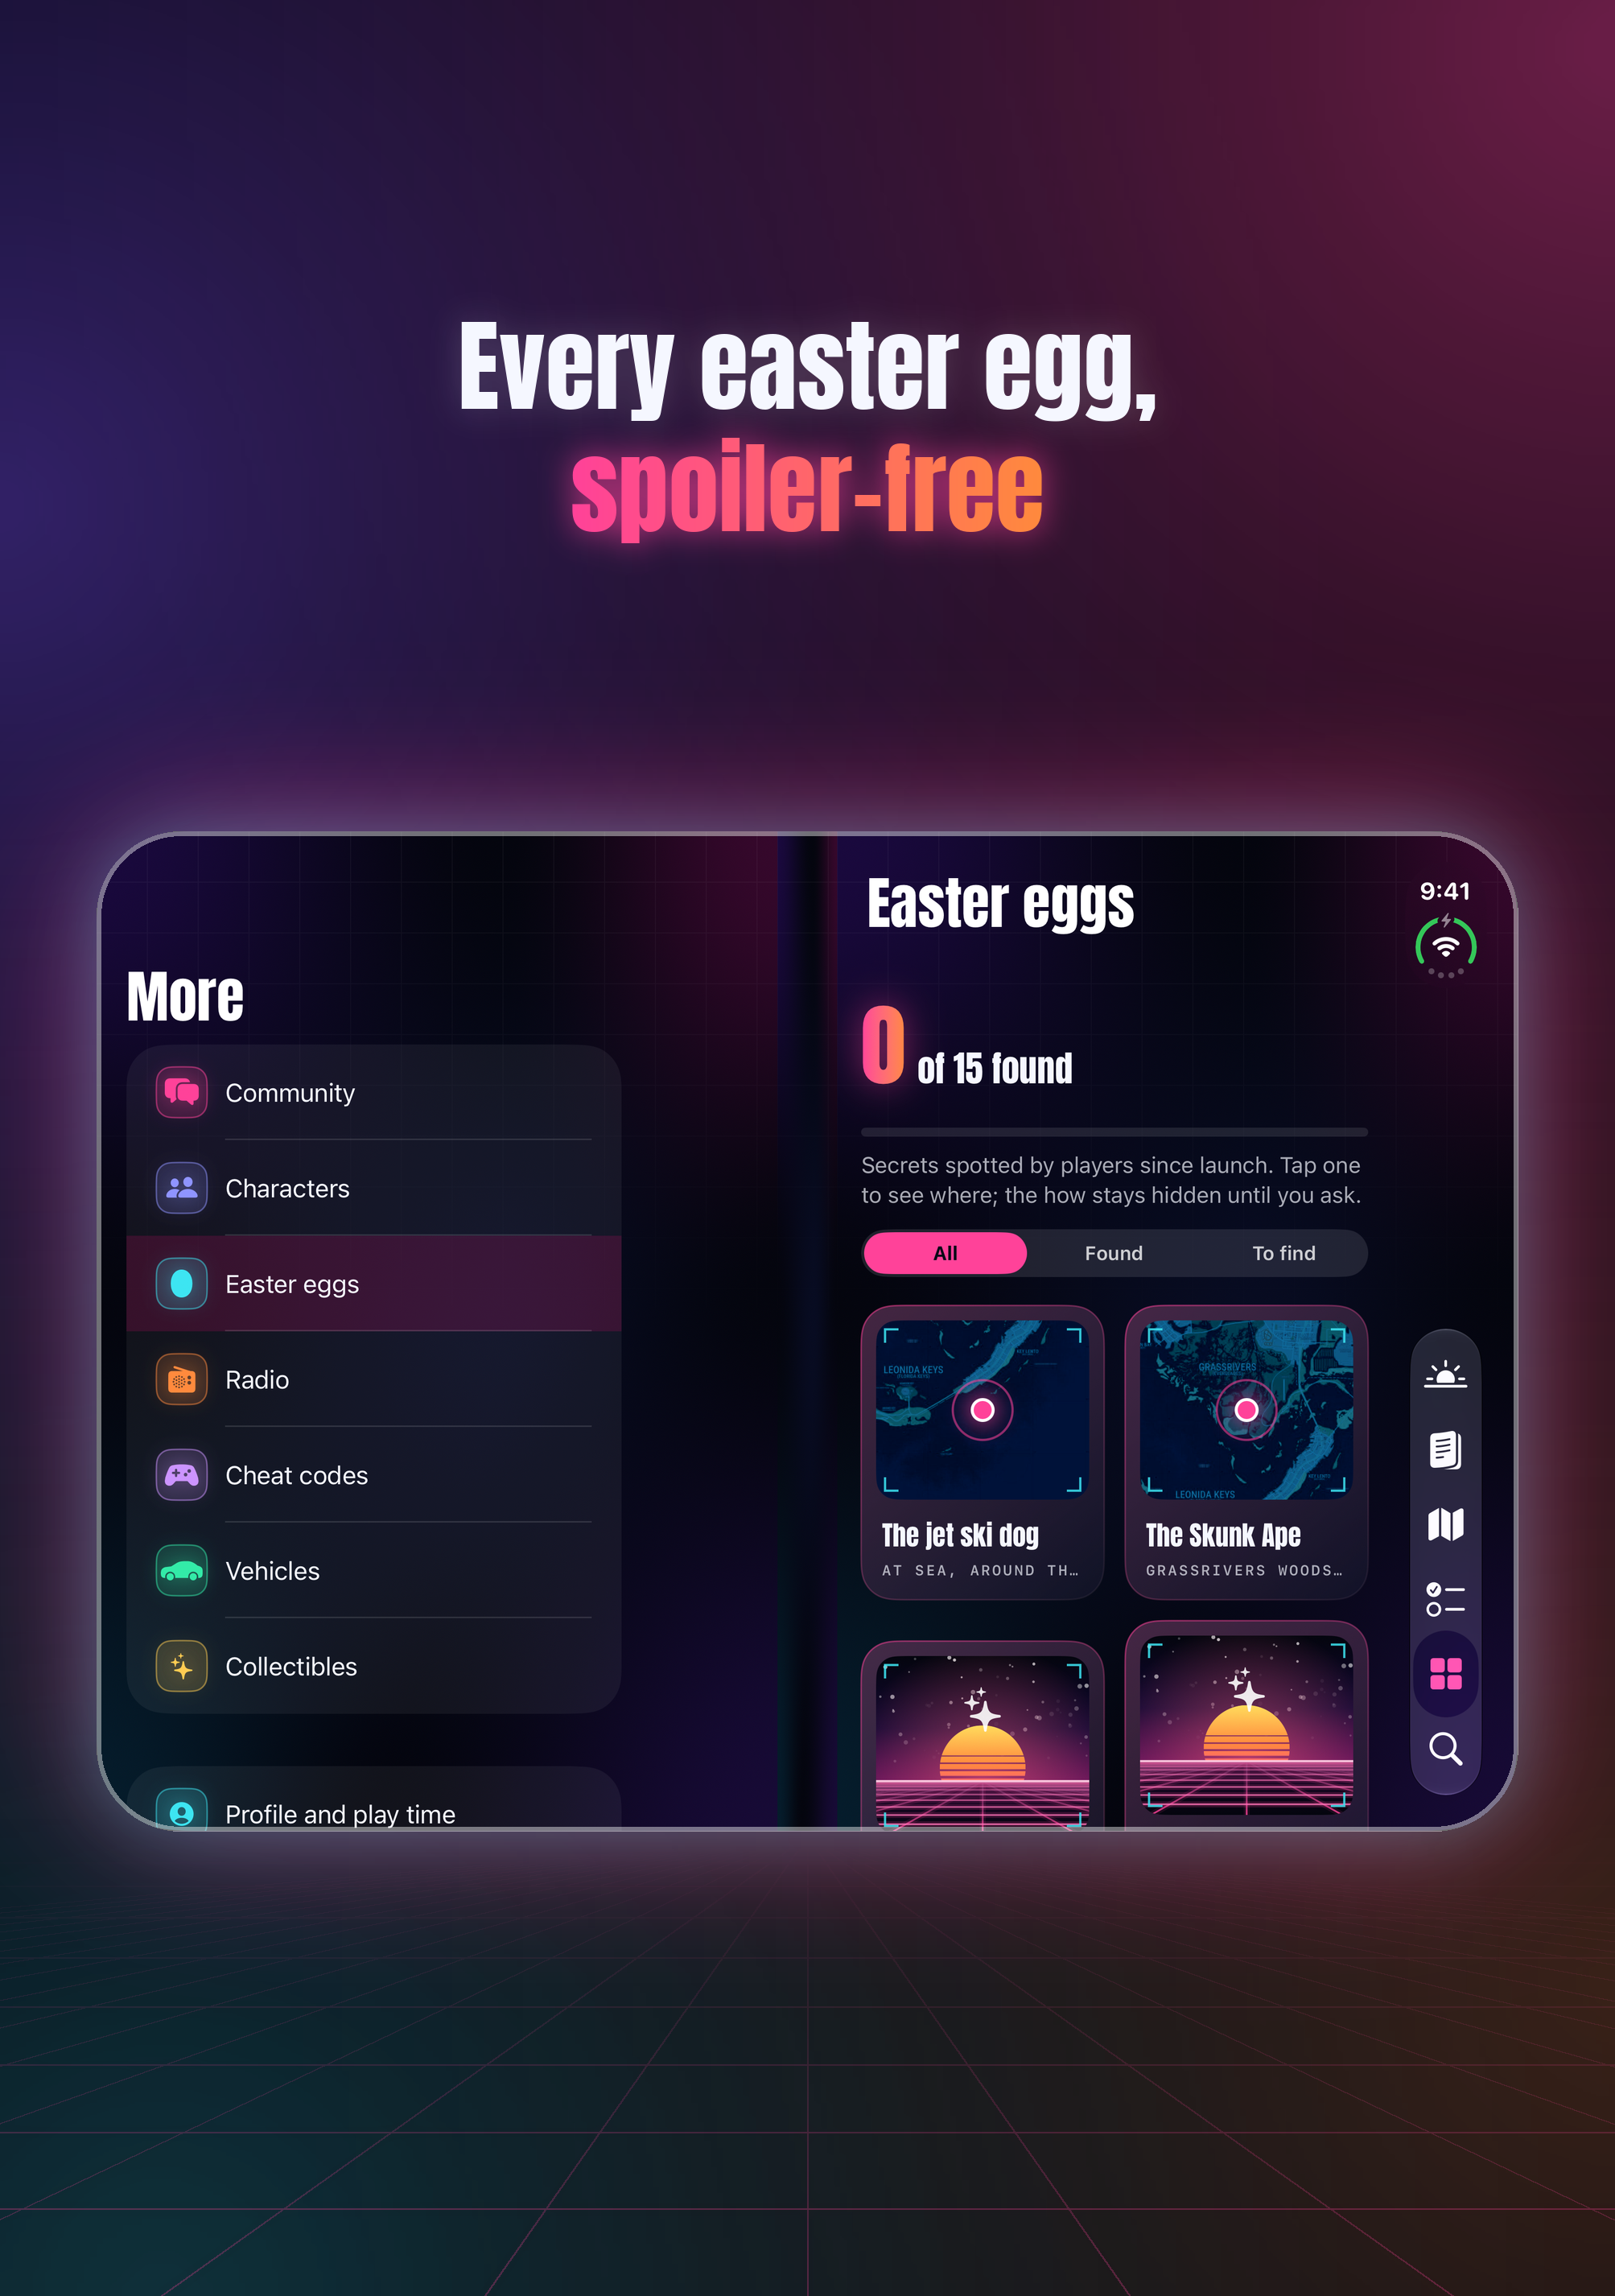 Every easter egg,
spoiler-free
More
Community
Characters
Easter eggs
Radio
Cheat codes
Vehicles
Collectibles
Profile and play time
Easter eggs
9:41
0 of 15 found
Secrets spotted by players since launch. Tap one
to see where; the how stays hidden until you ask.
All
Found
To find
LEONIDA KEYS
The jet ski dog
AT SEA, AROUND TH…
GRASSRIVERS
LEONIDA KEYS
The Skunk Ape
GRASSRIVERS WOODS…